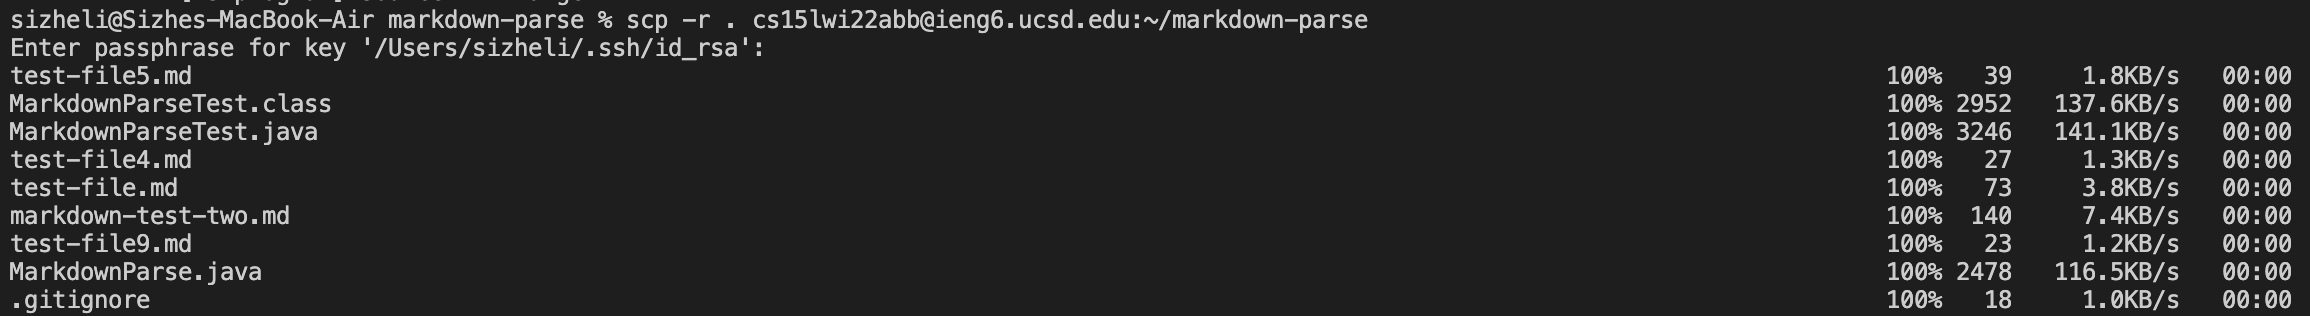 sizheli@Sizhes-MacBook-Air markdown-parse % scp -r . cs15lwi22abb@ieng6.ucsd.edu:~/markdown-parse
Enter passphrase for key '/Users/sizheli/.ssh/id_rsa':
test-file5.md 100% 39 1.8KB/s 00:00
MarkdownParseTest.class 100% 2952 137.6KB/s 00:00
MarkdownParseTest.java 100% 3246 141.1KB/s 00:00
test-file4.md 100% 27 1.3KB/s 00:00
test-file.md 100% 73 3.8KB/s 00:00
markdown-test-two.md 100% 140 7.4KB/s 00:00
test-file9.md 100% 23 1.2KB/s 00:00
MarkdownParse.java 100% 2478 116.5KB/s 00:00
.gitignore 100% 18 1.0KB/s 00:00